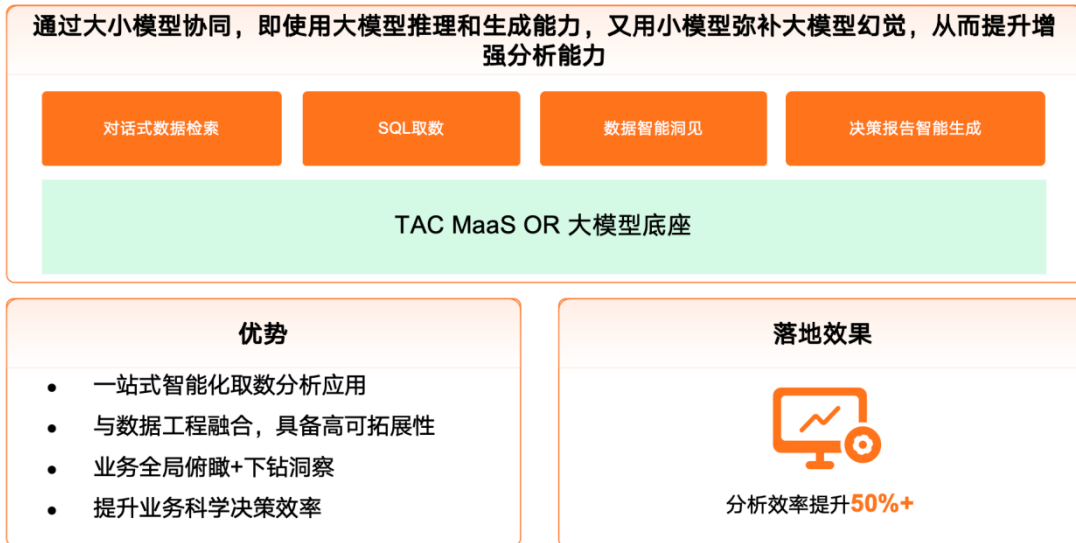 通过大小模型协同，即使用大模型推理和生成能力，又用小模型弥补大模型幻觉，从而提升增
强分析能力
对话式数据检索
SQL取数
数据智能洞见
决策报告智能生成
TAC MaaS OR 大模型底座
优势
● 一站式智能化取数分析应用
● 与数据工程融合，具备高可拓展性
● 业务全局俯瞰+下钻洞察
● 提升业务科学决策效率
落地效果
分析效率提升50%+